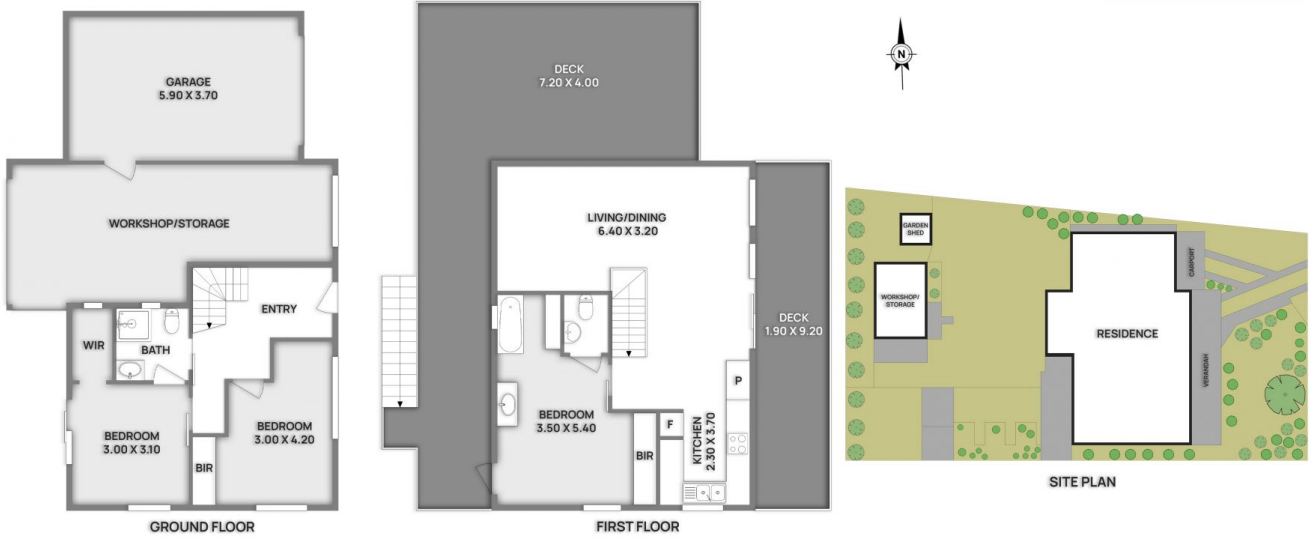 GARAGE
5.90 X 3.70
WORKSHOP/STORAGE
ENTRY
WIR
BATH
BEDROOM
3.00 X 3.10
BEDROOM
3.00 X 4.20
BIR
GROUND FLOOR
DECK
7.20 X 4.00
LIVING/DINING
6.40 X 3.20
DECK
1.90 X 9.20
P
F
KITCHEN
2.30 X 3.70
BEDROOM
3.50 X 5.40
BIR
FIRST FLOOR
N
GARDEN
SHED
WORKSHOP/
STORAGE
CARPORT
RESIDENCE
VERANDAH
SITE PLAN